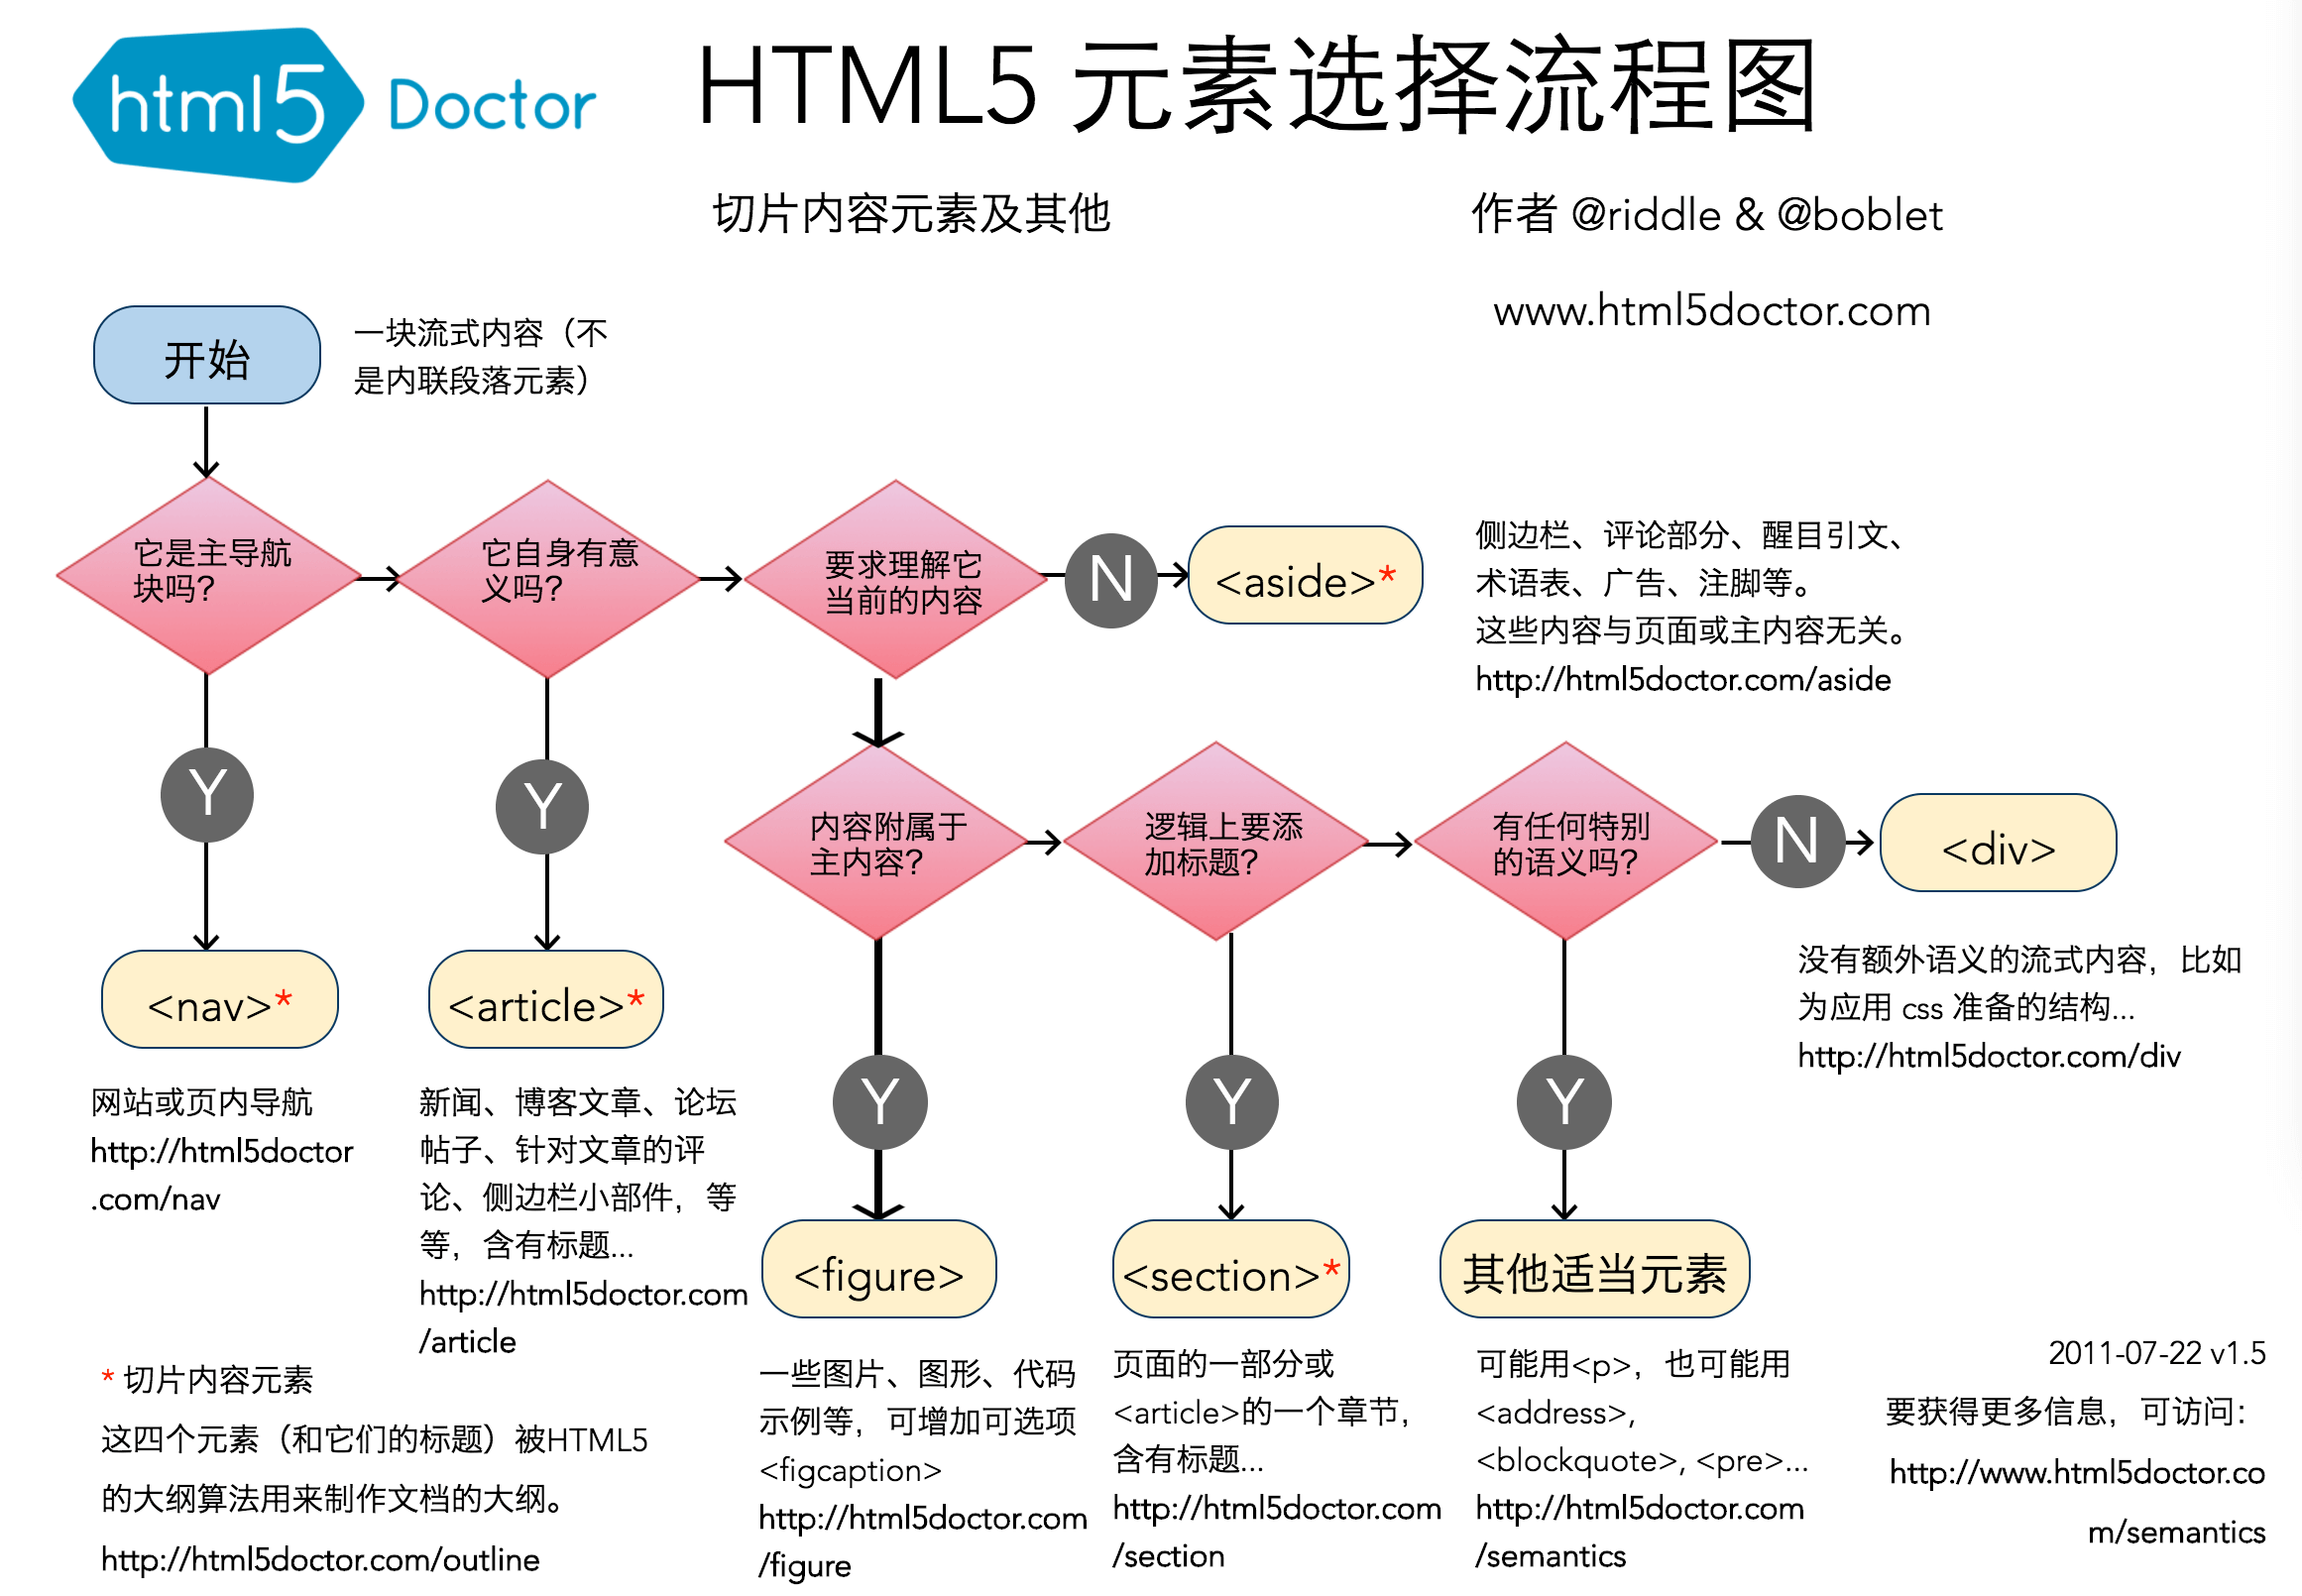 html5 Doctor
HTML5 元素选择流程图
切片内容元素及其他
作者 @riddle & @boblet
www.html5doctor.com
开始
一块流式内容（不
是内联段落元素）
它是主导航
块吗？
它自身有意
义吗？
要求理解它
当前的内容
N
<aside>*
侧边栏、评论部分、醒目引文、
术语表、广告、注脚等。
这些内容与页面或主内容无关。
http://html5doctor.com/aside
Y
Y
内容附属于
主内容？
逻辑上要添
加标题？
有任何特别
的语义吗？
N
<div>
没有额外语义的流式内容，比如
为应用 css 准备的结构...
http://html5doctor.com/div
<nav>*
网站或页内导航
http://html5doctor
.com/nav
<article>*
新闻、博客文章、论坛
帖子、针对文章的评
论、侧边栏小部件，等
等，含有标题...
http://html5doctor.com
/article
Y
Y
Y
<figure>
一些图片、图形、代码
示例等，可增加可选项
<figcaption>
http://html5doctor.com
/figure
<section>*
页面的一部分或
<article>的一个章节，
含有标题...
http://html5doctor.com
/section
其他适当元素
可能用<p>，也可能用
<address>,
<blockquote>, <pre>...
http://html5doctor.com
/semantics
* 切片内容元素
这四个元素（和它们的标题）被HTML5
的大纲算法用来制作文档的大纲。
http://html5doctor.com/outline
2011-07-22 v1.5
要获得更多信息，可访问：
http://www.html5doctor.co
m/semantics